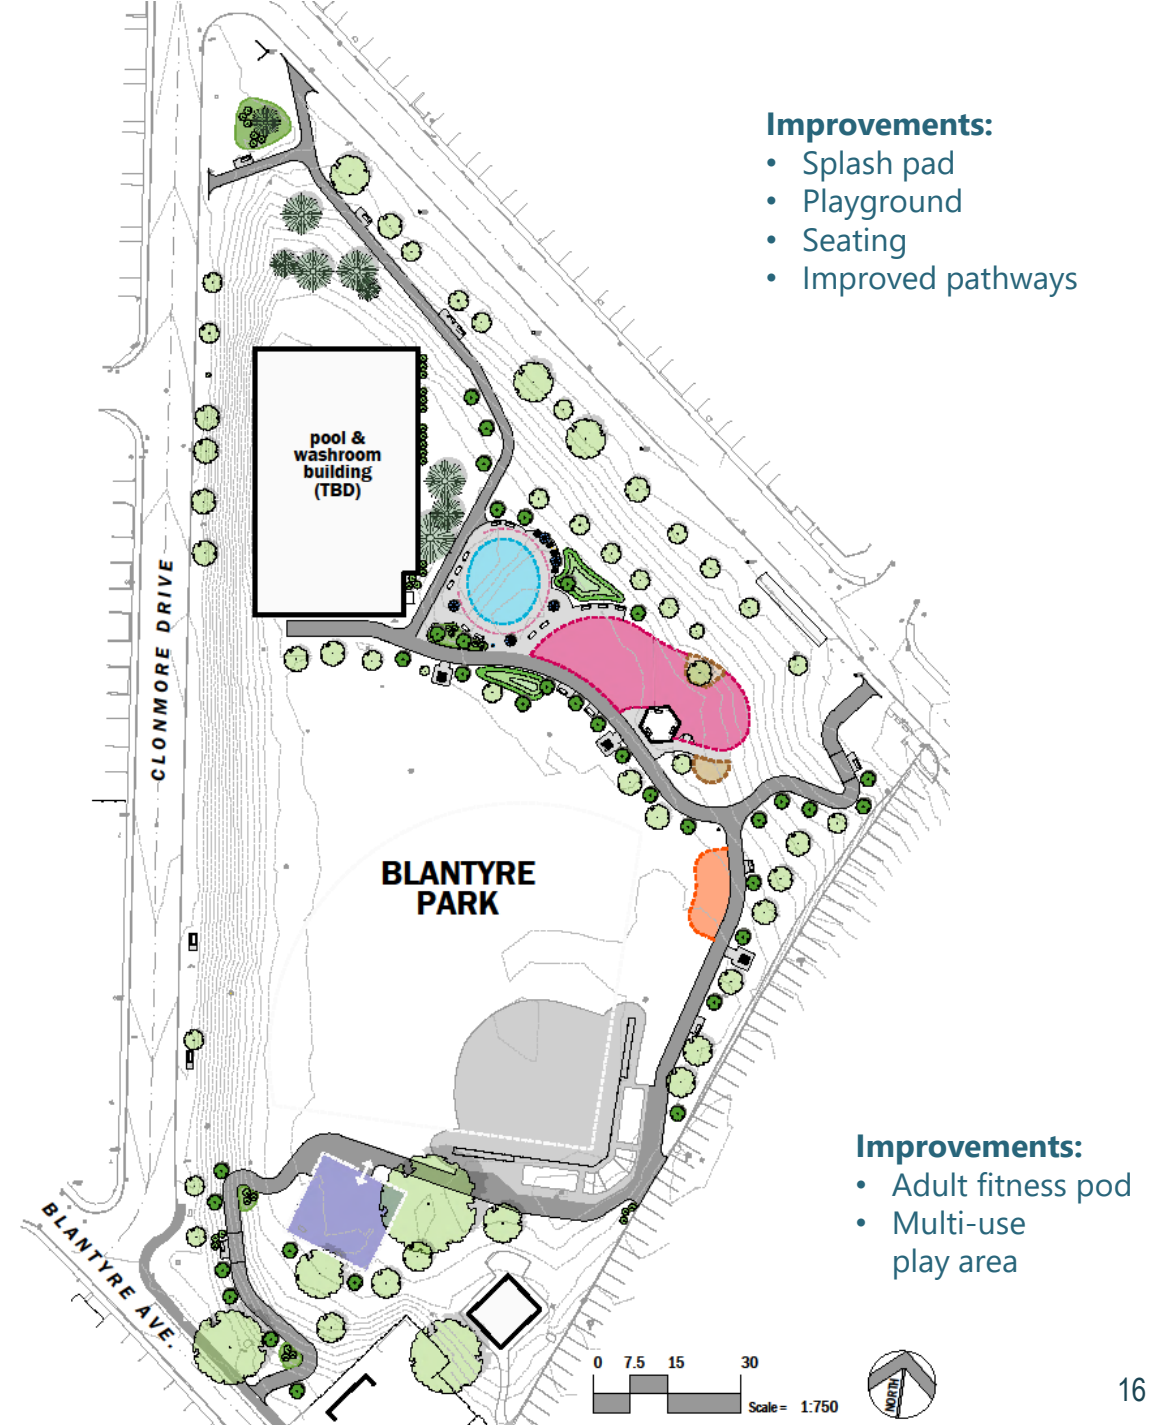 Improvements:
• Splash pad
• Playground
• Seating
• Improved pathways
pool &
washroom
building
(TBD)
CLONMORE DRIVE
BLANTYRE
PARK
Improvements:
• Adult fitness pod
• Multi-use
play area
BLANTYRE AVE.
0 7.5 15 30
Scale = 1:750
NORTH
16